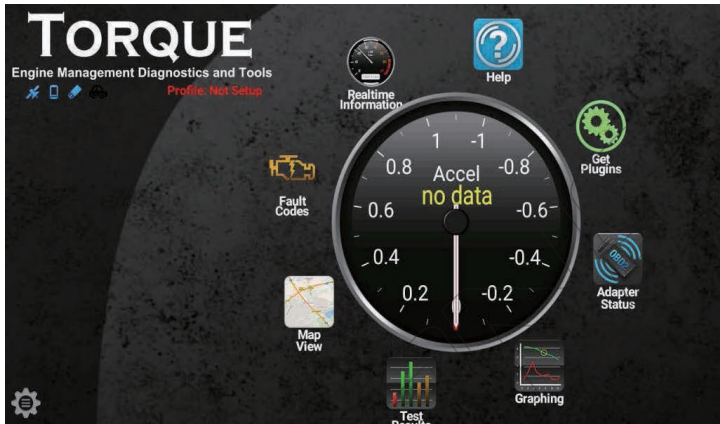 TORQUE
Engine Management Diagnostics and Tools
Profile: Not Setup
Help
Realtime
Information
Get
Plugins
Fault
Codes
1 -1
0.8 -0.8
Accel
no data
0.6 -0.6
0.4 -0.4
0.2 -0.2
OBD2
Adapter
Status
Map
View
Graphing
Test
Results